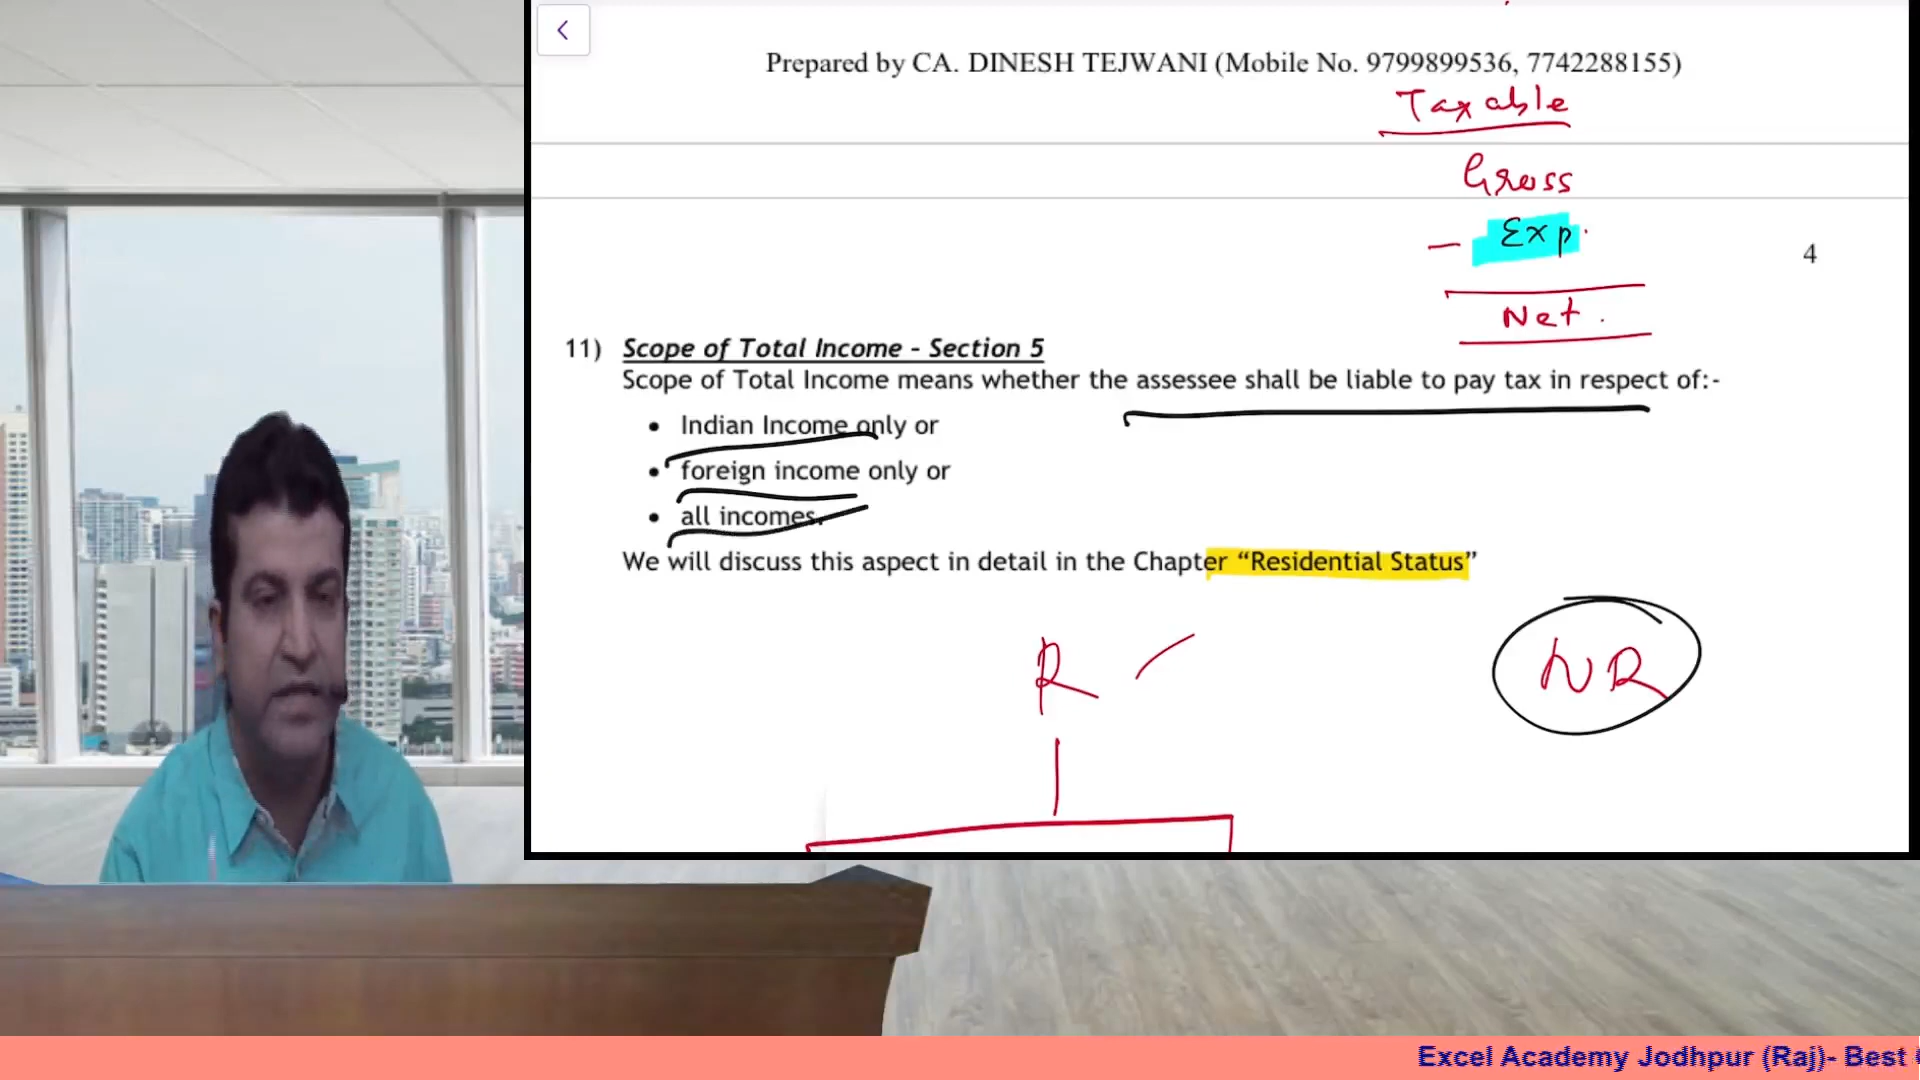 Prepared by CA. DINESH TEJWANI (Mobile No. 9799899536, 7742288155)
Taxable
Gross
- Exp.
4
Net.
11) Scope of Total Income - Section 5
Scope of Total Income means whether the assessee shall be liable to pay tax in respect of:-
• Indian Income only or
• foreign income only or
• all incomes.
We will discuss this aspect in detail in the Chapter “Residential Status”
R
NR
Excel Academy Jodhpur (Raj)- Best